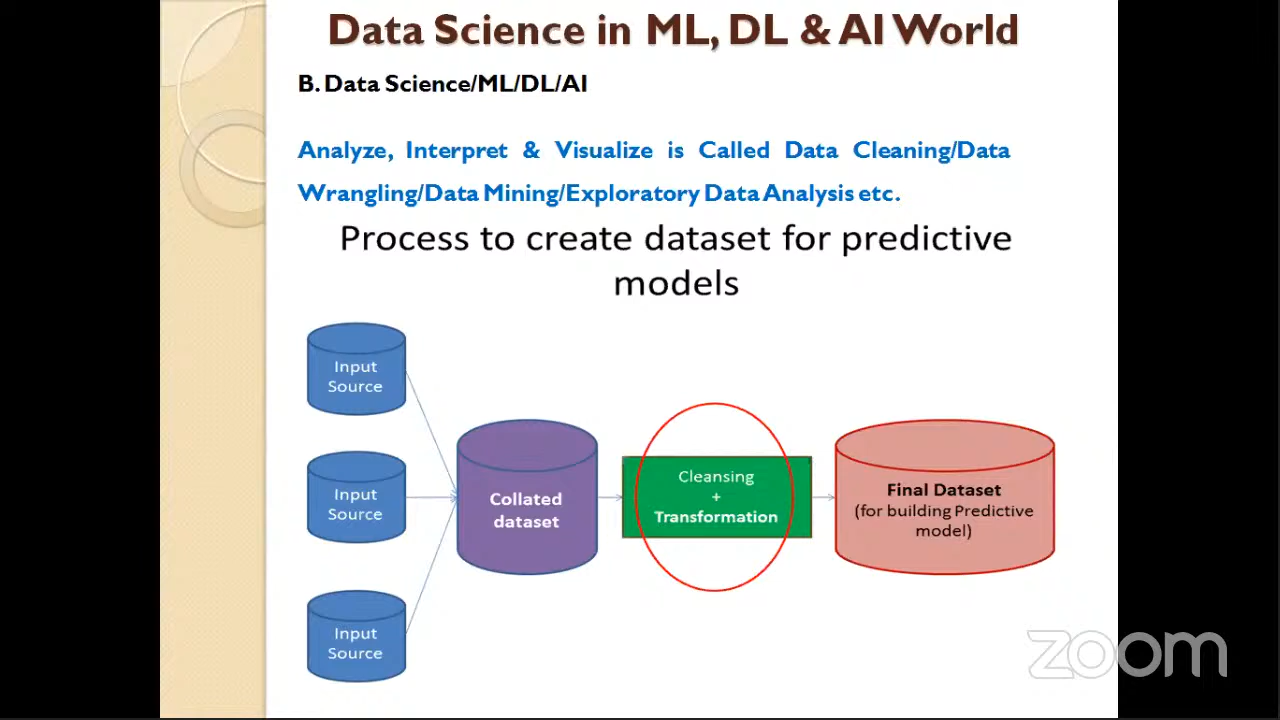 Data Science in ML, DL & AI World
B. Data Science/ML/DL/AI
Analyze, Interpret & Visualize is Called Data Cleaning/Data
Wrangling/Data Mining/Exploratory Data Analysis etc.
Process to create dataset for predictive
models
Input
Source
Input
Source
Input
Source
Collated
dataset
Cleansing
+
Transformation
Final Dataset
(for building Predictive
model)
zoom